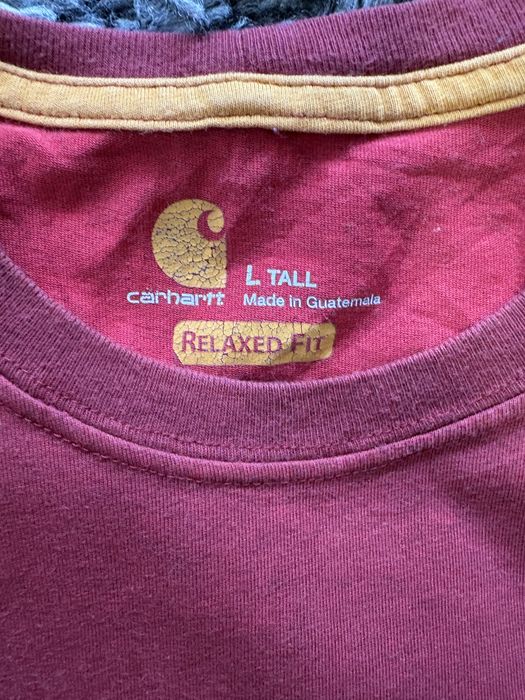 L TALL
carhartt
Made in Guatemala
RELAXED FIT